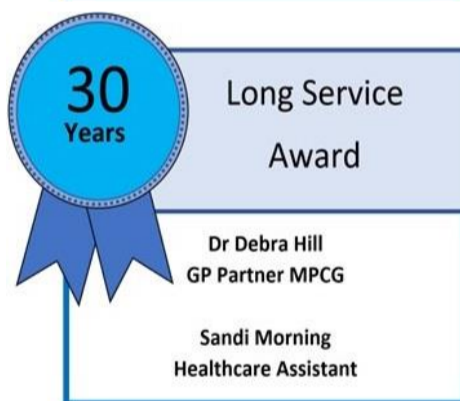 30
Years
Long Service
Award
Dr Debra Hill
GP Partner MPCG
Sandi Morning
Healthcare Assistant